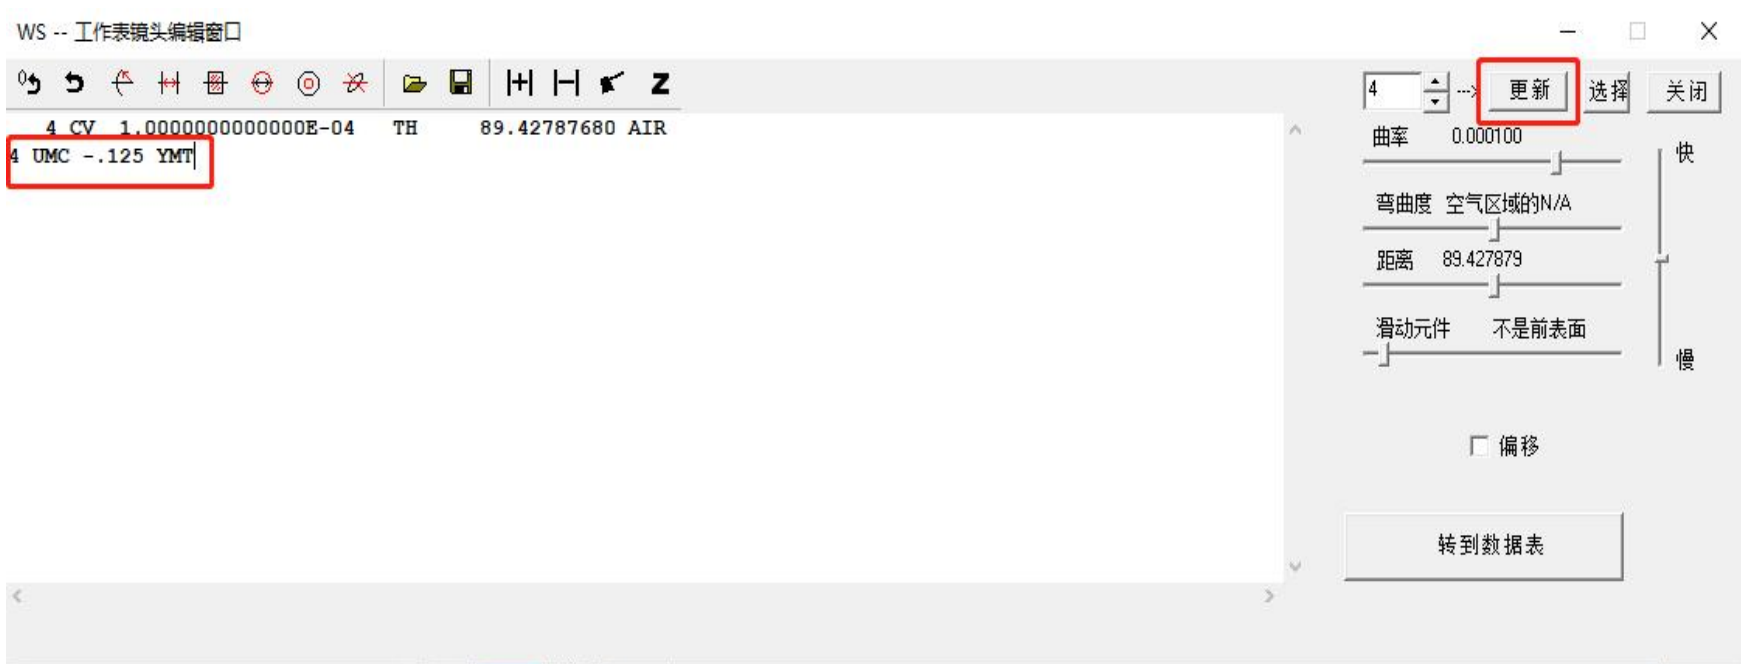 WS -- 工作表镜头编辑窗口
Z
4 ---> 更新 选择 关闭
4 CV 1.0000000000000E-04 TH 89.42787680 AIR
4 UMC -.125 YMT
曲率 0.000100
快
弯曲度 空气区域的N/A
距离 89.427879
滑动元件 不是前表面
慢
偏移
转到数据表